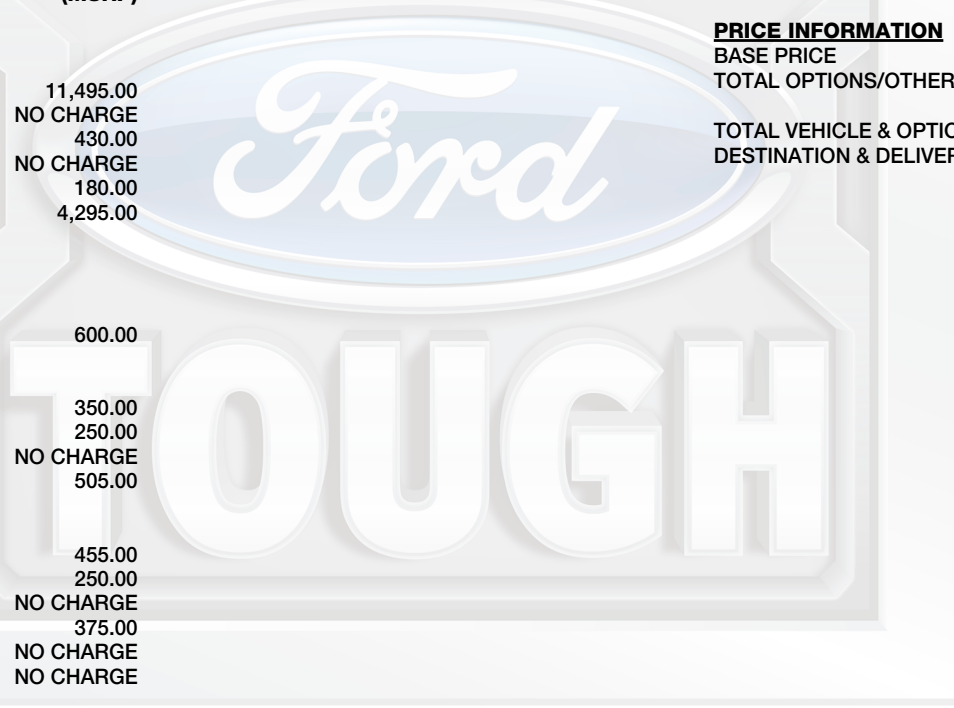 (MSRP)
11,495.00
NO CHARGE
430.00
NO CHARGE
180.00
4,295.00
600.00
350.00
250.00
NO CHARGE
505.00
455.00
250.00
NO CHARGE
375.00
NO CHARGE
NO CHARGE
PRICE INFORMATION
BASE PRICE
TOTAL OPTIONS/OTHER
TOTAL VEHICLE & OPTIO
DESTINATION & DELIVER
Ford
TOUGH